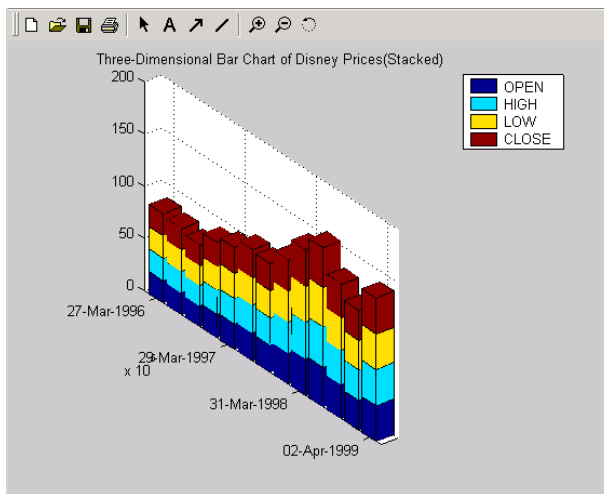 A
Three-Dimensional Bar Chart of Disney Prices(Stacked)
OPEN
HIGH
LOW
CLOSE
200
150
100
50
0
27-Mar-1996
29-Mar-1997
x 10
31-Mar-1998
02-Apr-1999